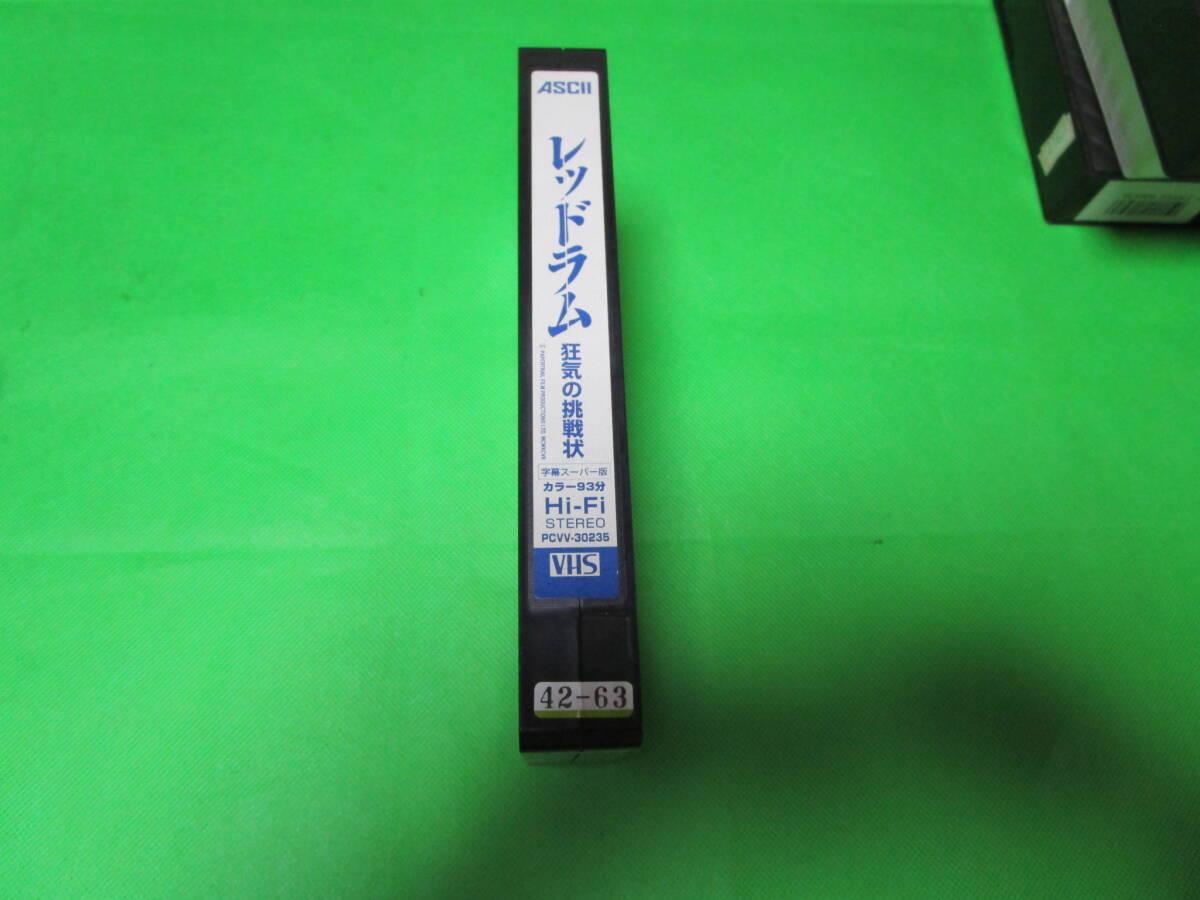 ASCII
レッドラム
狂気の挑戦状
字幕スーパー版
カラー93分
Hi-Fi
STEREO
PCVV-30235
VHS
42-63